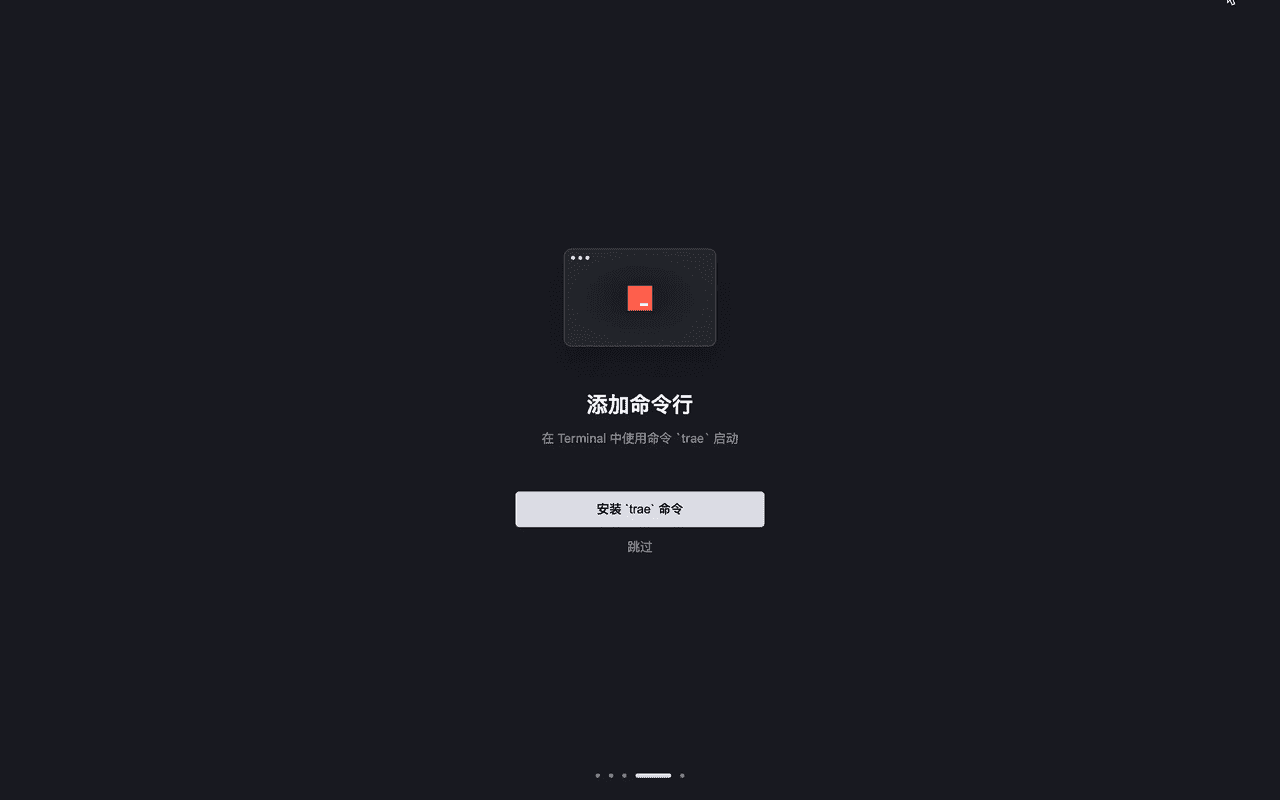 添加命令行
在 Terminal 中使用命令 `trae` 启动
安装 `trae` 命令
跳过